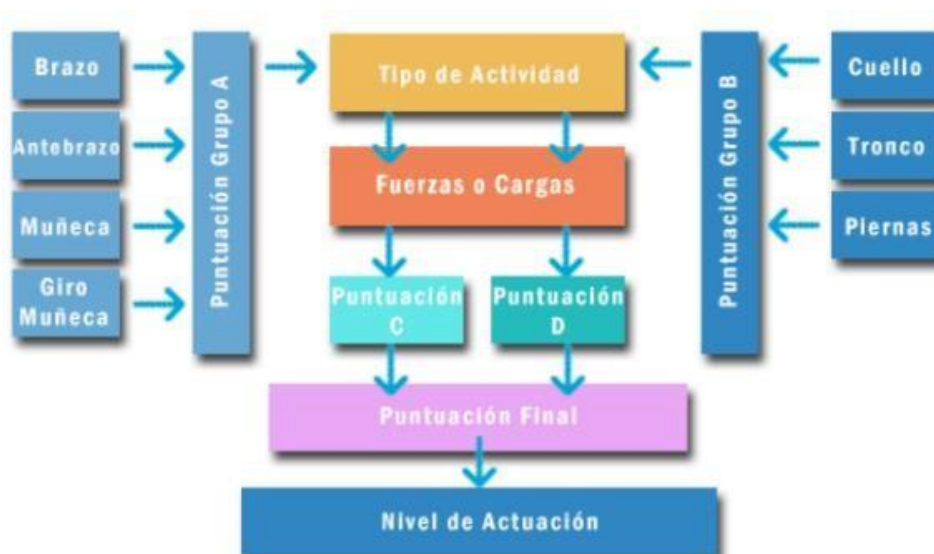 Brazo
Antebrazo
Muñeca
Giro
Muñeca
Puntuación Grupo A
Tipo de Actividad
Fuerzas o Cargas
Puntuación
C
Puntuación
D
Puntuación Final
Nivel de Actuación
Puntuación Grupo B
Cuello
Tronco
Piernas